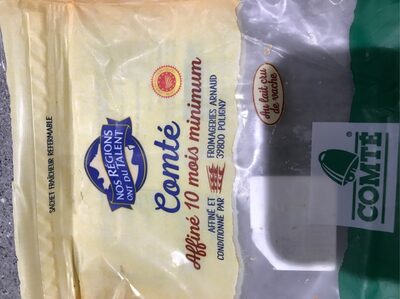 SACHET FRAÎCHEUR REFERMABLE
NOS RÉGIONS
ONT DU TALENT
Comté
Affiné 10 mois minimum
AFFINÉ ET
CONDITIONNÉ PAR
FROMAGERIES ARNAUD
39800 POLIGNY
Au lait cru
de vache
COMTÉ